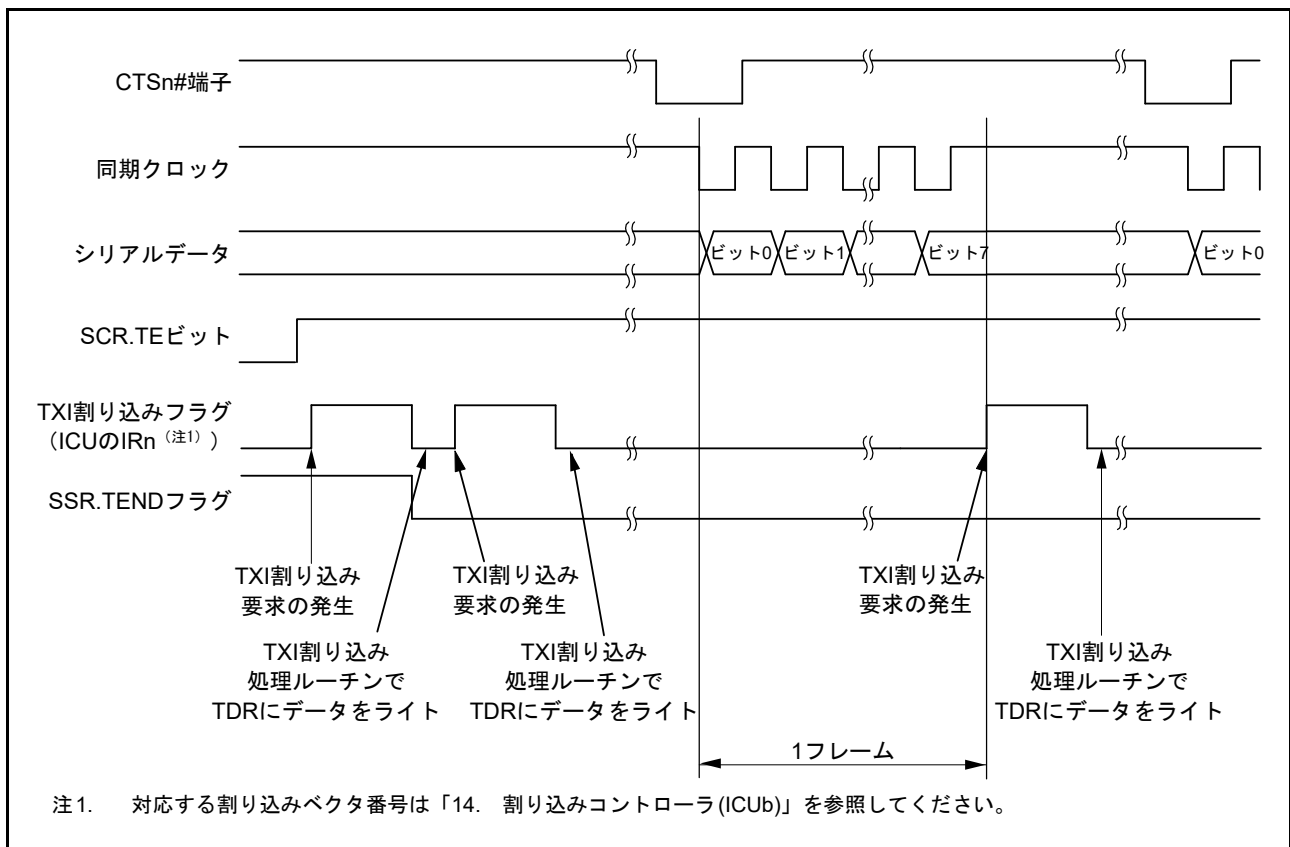 CTSn#端子
同期クロック
シリアルデータ
ビット0
ビット1
ビット7
ビット0
SCR.TEビット
TXI割り込みフラグ
(ICUのIRn(注1))
SSR.TENDフラグ
TXI割り込み
要求の発生
TXI割り込み
要求の発生
TXI割り込み
要求の発生
TXI割り込み
処理ルーチンで
TDRにデータをライト
TXI割り込み
処理ルーチンで
TDRにデータをライト
TXI割り込み
処理ルーチンで
TDRにデータをライト
1フレーム
注1. 対応する割り込みベクタ番号は「14. 割り込みコントローラ(ICUb)」を参照してください。